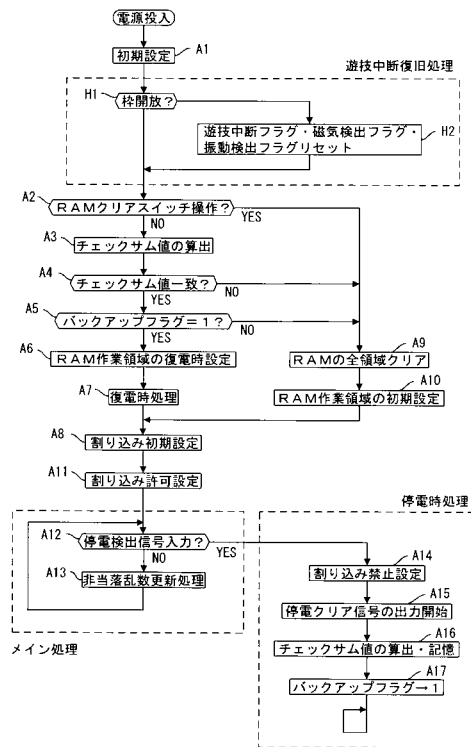 電源投入
初期設定
A1
遊技中断復旧処理
H1
枠開放?
遊技中断フラグ・磁気検出フラグ・
振動検出フラグリセット
H2
A2
RAMクリアスイッチ操作?
YES
NO
A3
チェックサム値の算出
A4
チェックサム値一致?
NO
YES
A5
バックアップフラグ=1?
NO
YES
A6
RAM作業領域の復電時設定
A9
RAMの全領域クリア
A7
復電時処理
A10
RAM作業領域の初期設定
A8
割り込み初期設定
A11
割り込み許可設定
停電時処理
A12
停電検出信号入力?
YES
NO
A13
非当落乱数更新処理
メイン処理
A14
割り込み禁止設定
A15
停電クリア信号の出力開始
A16
チェックサム値の算出・記憶
A17
バックアップフラグ→1